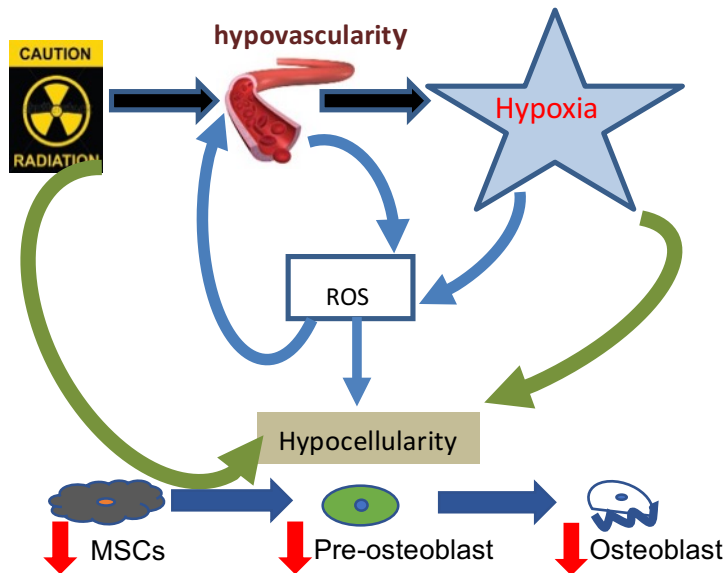 hypovascularity
CAUTION
RADIATION
Hypoxia
ROS
Hypocellularity
MSCs
Pre-osteoblast
Osteoblast